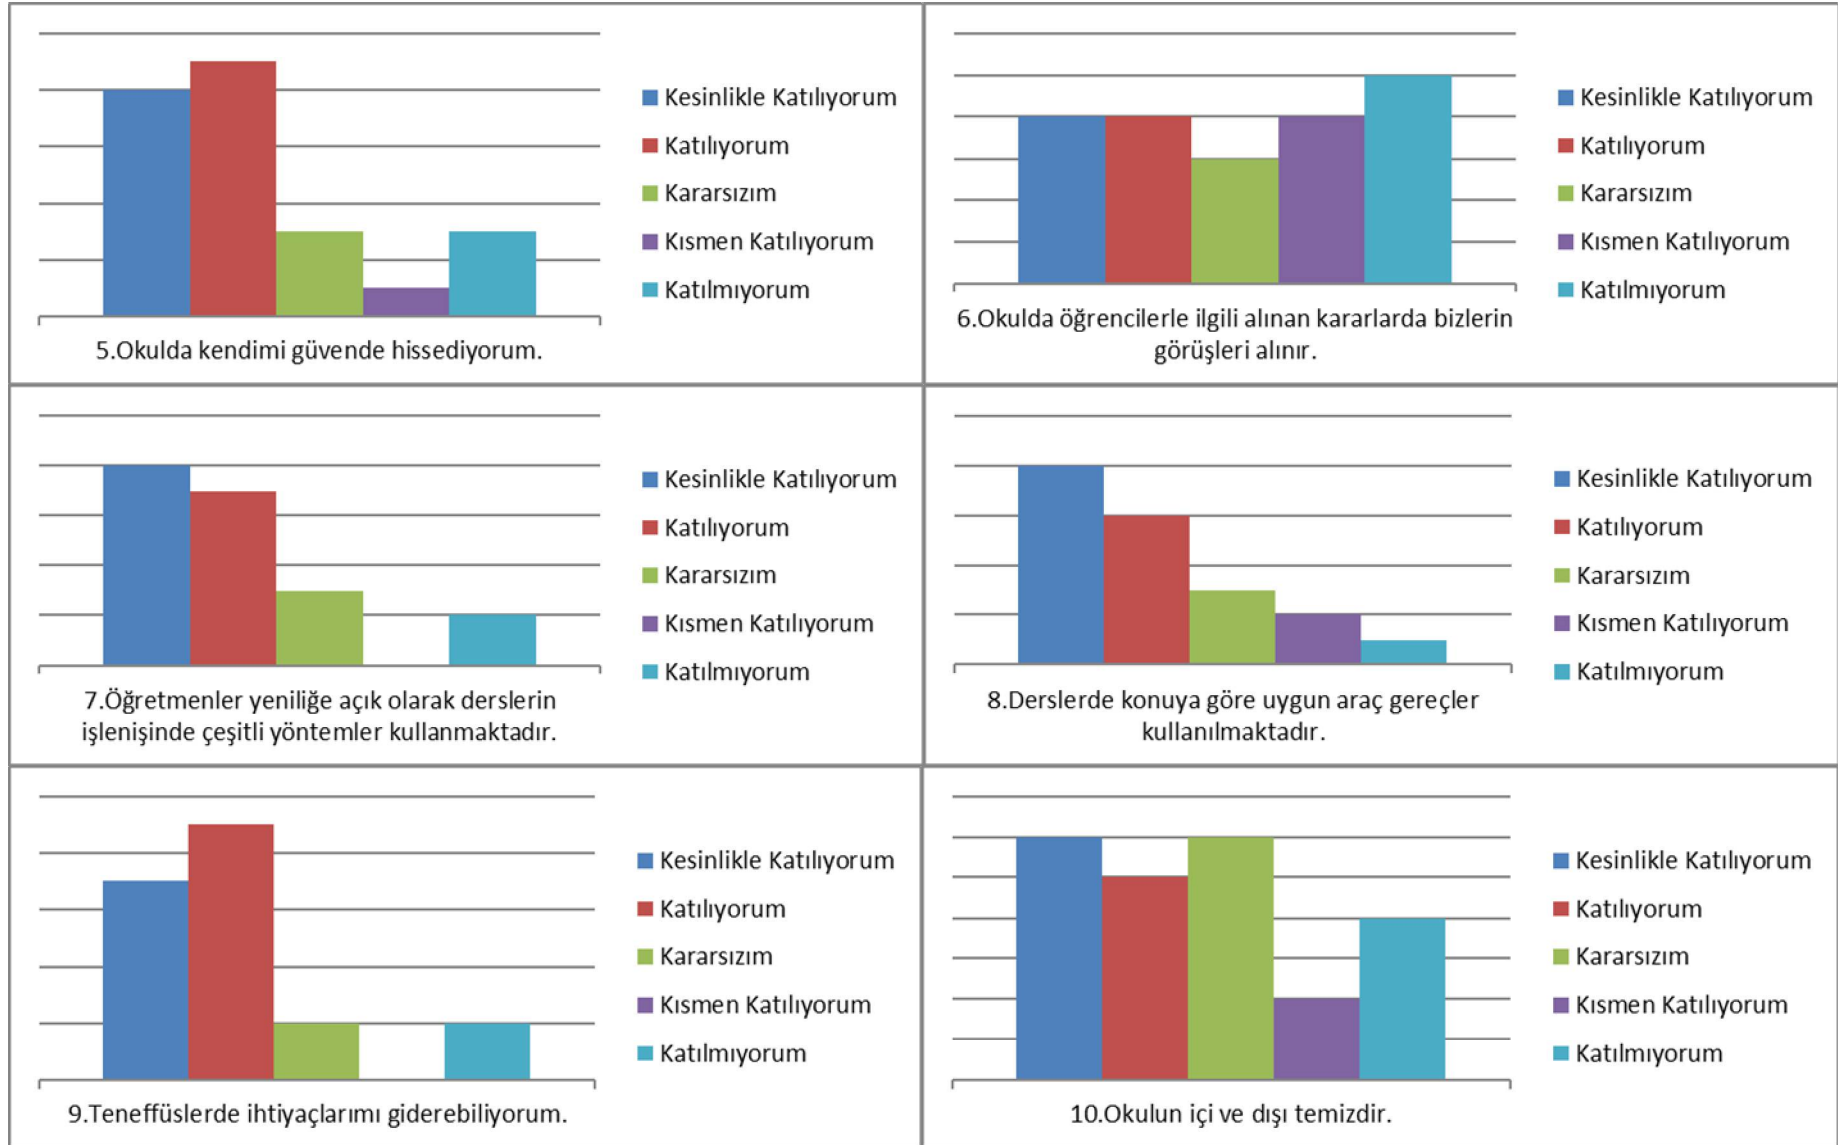 Kesinlikle Katılıyorum
Katılıyorum
Kararsızım
Kısmen Katılıyorum
Katılmıyorum
5.Okulda kendimi güvende hissediyorum.
Kesinlikle Katılıyorum
Katılıyorum
Kararsızım
Kısmen Katılıyorum
Katılmıyorum
6.Okulda öğrencilerle ilgili alınan kararlarda bizlerin
görüşleri alınır.
Kesinlikle Katılıyorum
Katılıyorum
Kararsızım
Kısmen Katılıyorum
Katılmıyorum
7.Öğretmenler yeniliğe açık olarak derslerin
işlenişinde çeşitli yöntemler kullanmaktadır.
Kesinlikle Katılıyorum
Katılıyorum
Kararsızım
Kısmen Katılıyorum
Katılmıyorum
8.Derslerde konuya göre uygun araç gereçler
kullanılmaktadır.
Kesinlikle Katılıyorum
Katılıyorum
Kararsızım
Kısmen Katılıyorum
Katılmıyorum
9.Teneffüslerde ihtiyaçlarımı giderebiliyorum.
Kesinlikle Katılıyorum
Katılıyorum
Kararsızım
Kısmen Katılıyorum
Katılmıyorum
10.Okulun içi ve dışı temizdir.